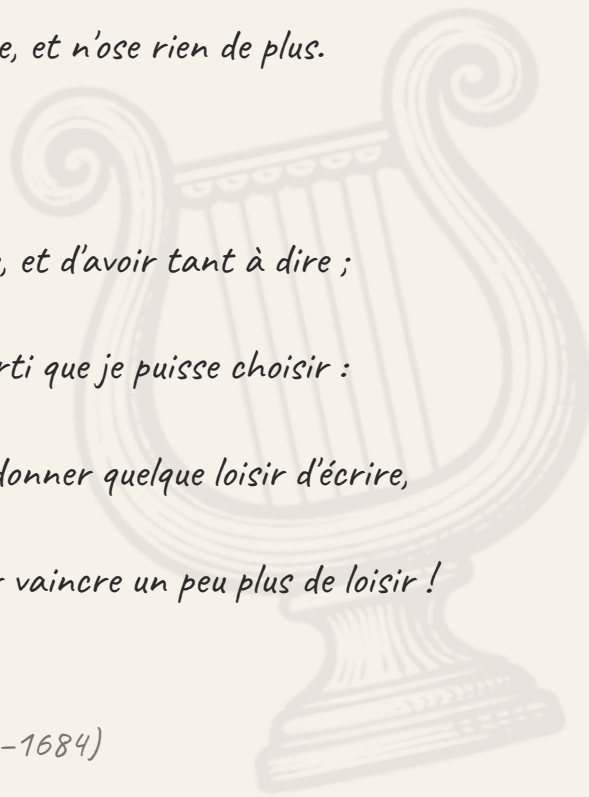 et n'ose rien de plus.
et d'avoir tant à dire ;
que je puisse choisir :
quelque loisir d'écrire,
vaincre un peu plus de loisir !
–1684)